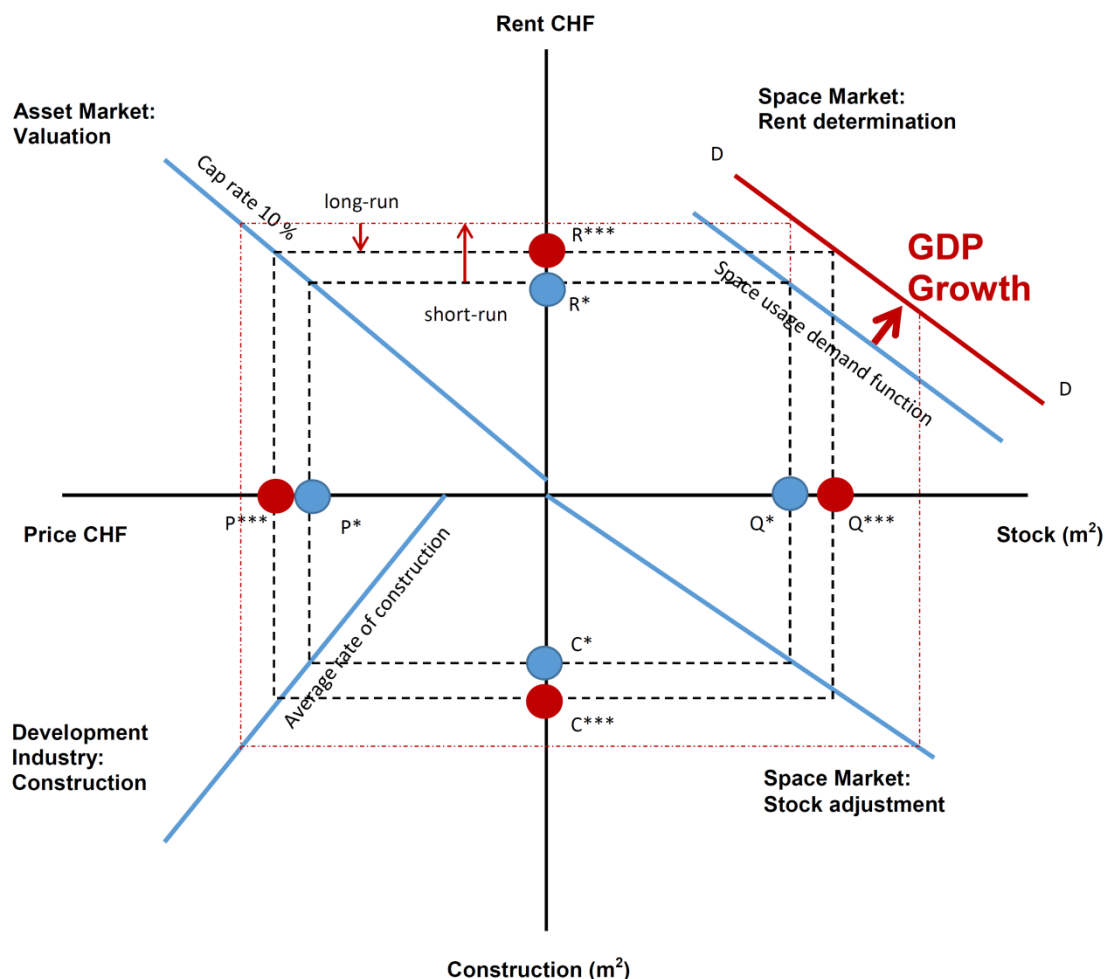 Rent CHF
Asset Market:
Valuation
Space Market:
Rent determination
D
Cap rate 10 %
long-run
R***
GDP
Growth
short-run
R*
Space usage demand function
D
P***
P*
Q*
Q***
Price CHF
Stock (m²)
Average rate of construction
C*
C***
Development
Industry:
Construction
Space Market:
Stock adjustment
Construction (m²)